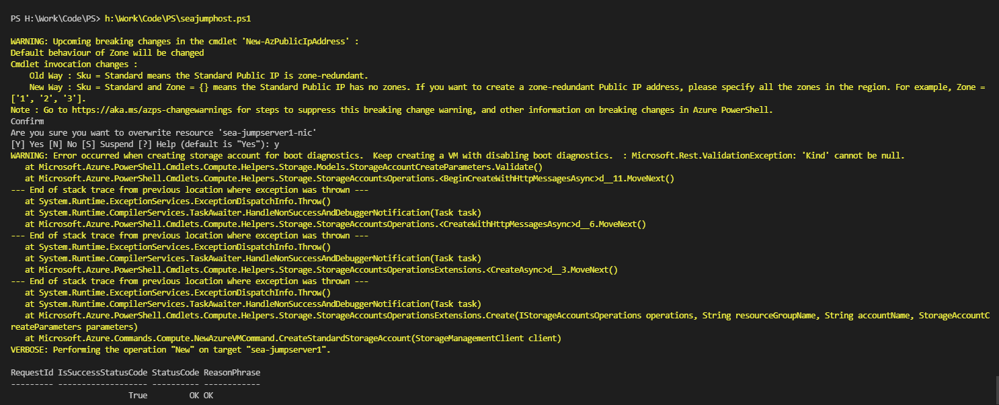 PS H:\Work\Code\PS> h:\Work\Code\PS\seajumphost.ps1
WARNING: Upcoming breaking changes in the cmdlet 'New-AzPublicIpAddress' :
Default behaviour of Zone will be changed
Cmdlet invocation changes :
    Old Way : Sku = Standard means the Standard Public IP is zone-redundant.
    New Way : Sku = Standard and Zone = {} means the Standard Public IP has no zones. If you want to create a zone-redundant Public IP address, please specify all the zones in the region. For example, Zone =
['1', '2', '3'].
Note : Go to https://aka.ms/azps-changewarnings for steps to suppress this breaking change warning, and other information on breaking changes in Azure PowerShell.
Confirm
Are you sure you want to overwrite resource 'sea-jumpserver1-nic'
[Y] Yes [N] No [S] Suspend [?] Help (default is "Yes"): y
WARNING: Error occurred when creating storage account for boot diagnostics.  Keep creating a VM with disabling boot diagnostics.  : Microsoft.Rest.ValidationException: 'Kind' cannot be null.
   at Microsoft.Azure.PowerShell.Cmdlets.Compute.Helpers.Storage.Models.StorageAccountCreateParameters.Validate()
   at Microsoft.Azure.PowerShell.Cmdlets.Compute.Helpers.Storage.StorageAccountsOperations.<BeginCreateWithHttpMessagesAsync>d__11.MoveNext()
--- End of stack trace from previous location where exception was thrown ---
   at System.Runtime.ExceptionServices.ExceptionDispatchInfo.Throw()
   at System.Runtime.CompilerServices.TaskAwaiter.HandleNonSuccessAndDebuggerNotification(Task task)
   at Microsoft.Azure.PowerShell.Cmdlets.Compute.Helpers.Storage.StorageAccountsOperations.<CreateWithHttpMessagesAsync>d__6.MoveNext()
--- End of stack trace from previous location where exception was thrown ---
   at System.Runtime.ExceptionServices.ExceptionDispatchInfo.Throw()
   at System.Runtime.CompilerServices.TaskAwaiter.HandleNonSuccessAndDebuggerNotification(Task task)
   at Microsoft.Azure.PowerShell.Cmdlets.Compute.Helpers.Storage.StorageAccountsOperationsExtensions.<CreateAsync>d__3.MoveNext()
--- End of stack trace from previous location where exception was thrown ---
   at System.Runtime.ExceptionServices.ExceptionDispatchInfo.Throw()
   at System.Runtime.CompilerServices.TaskAwaiter.HandleNonSuccessAndDebuggerNotification(Task task)
   at Microsoft.Azure.PowerShell.Cmdlets.Compute.Helpers.Storage.StorageAccountsOperationsExtensions.Create(IStorageAccountsOperations operations, String resourceGroupName, String accountName, StorageAccountC
reateParameters parameters)
   at Microsoft.Azure.Commands.Compute.NewAzureVMCommand.CreateStandardStorageAccount(StorageManagementClient client)
VERBOSE: Performing the operation "New" on target "sea-jumpserver1".
RequestId IsSuccessStatusCode StatusCode ReasonPhrase
--------- ------------------- ---------- ------------
                         True         OK OK